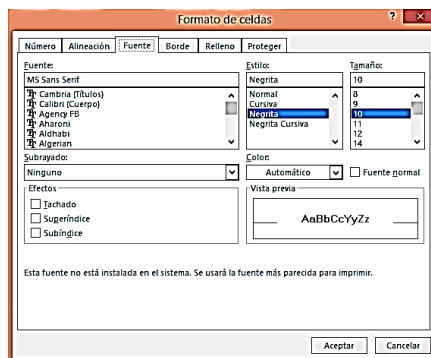 Formato de celdas
?
Número Alineación Fuente Borde Relleno Proteger
Fuente: Estilo: Tamaño:
MS Sans Serif Negrita 10
Cambria (Títulos) Normal 8
Calibri (Cuerpo) Cursiva 9
Agency FB Negrita 10
Aharoni Negrita Cursiva 11
Aldhabi 12
Algerian 14
Subrayado: Color:
Ninguno Automático Fuente normal
Efectos Vista previa
Tachado
Superíndice AaBbCcYyZz
Subíndice
Esta fuente no está instalada en el sistema. Se usará la fuente más parecida para imprimir.
Aceptar Cancelar